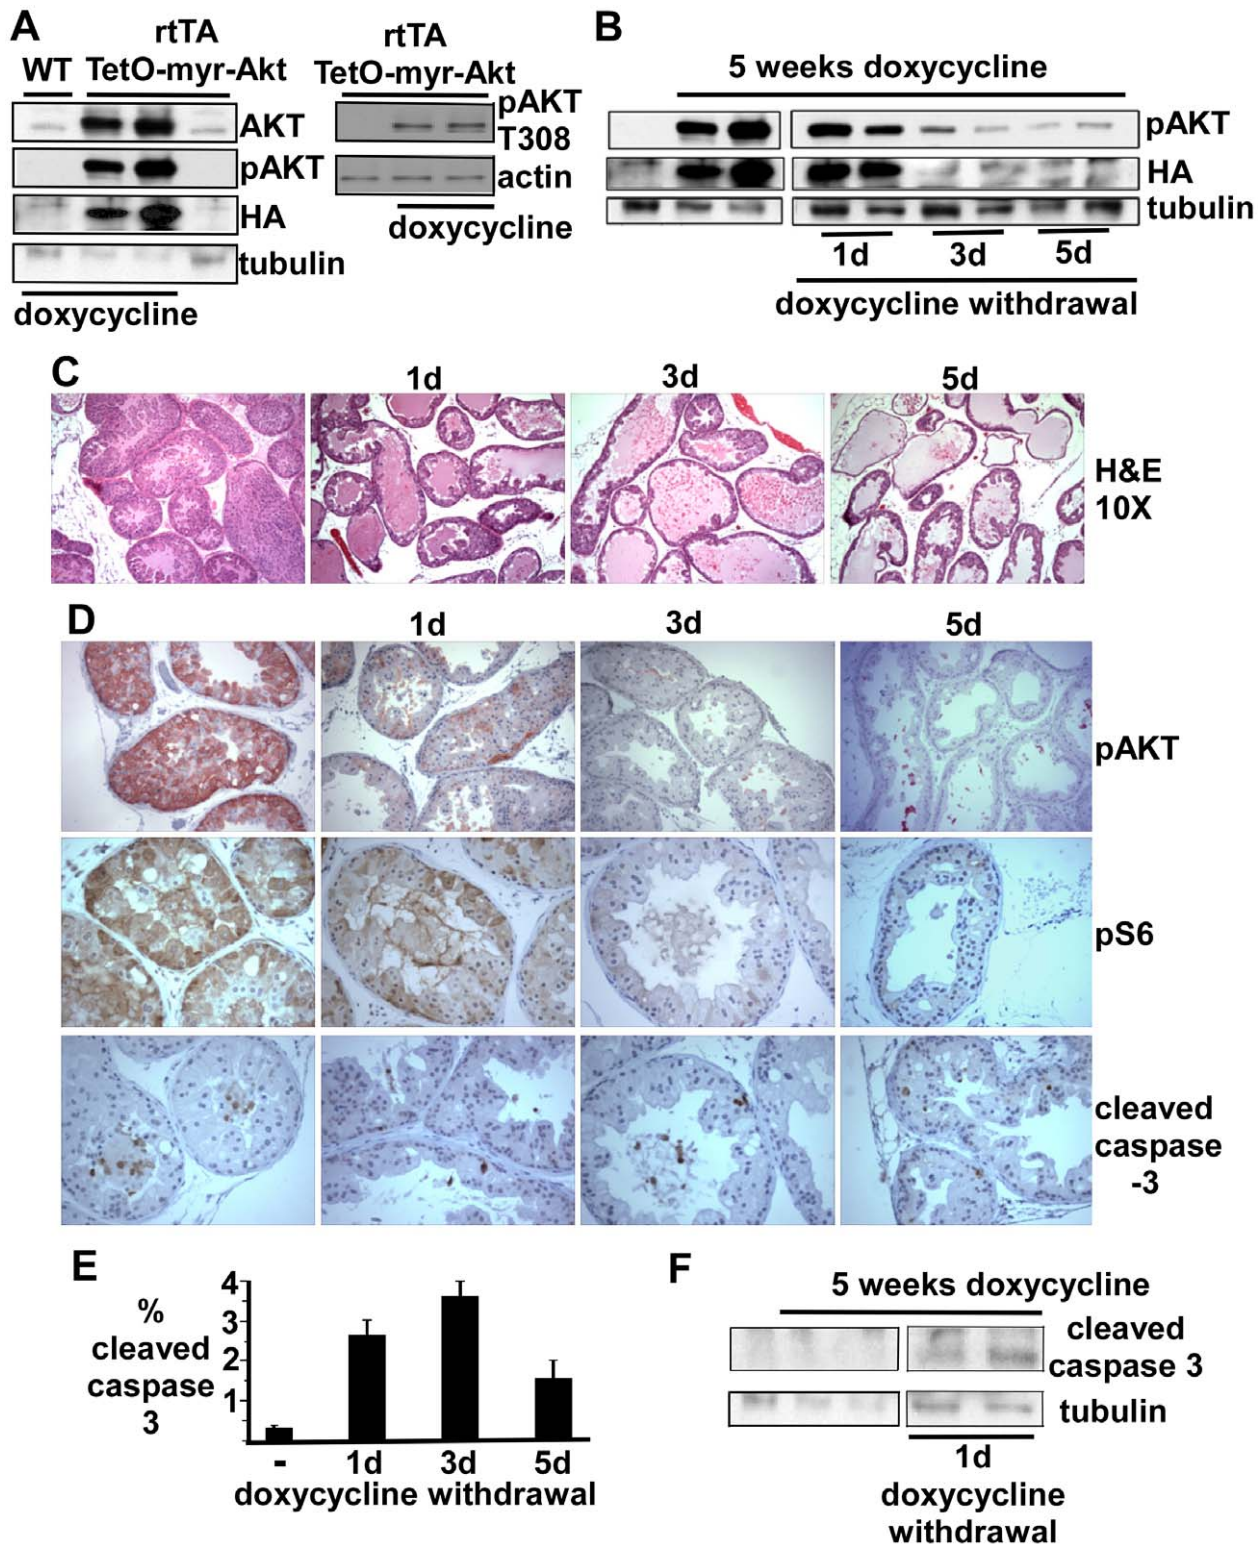 A
rtTA
WT TetO-myr-Akt
AKT
pAKT
HA
tubulin
doxycycline
rtTA
TetO-myr-Akt
pAKT
T308
actin
doxycycline
B
5 weeks doxycycline
pAKT
HA
tubulin
1d 3d 5d
doxycycline withdrawal
C
1d 3d 5d
H&E
10X
D
1d 3d 5d
pAKT
pS6
cleaved
caspase
-3
E
%
cleaved
caspase
3
4
3
2
1
- 1d 3d 5d
doxycycline withdrawal
F
5 weeks doxycycline
cleaved
caspase 3
tubulin
1d
doxycycline
withdrawal